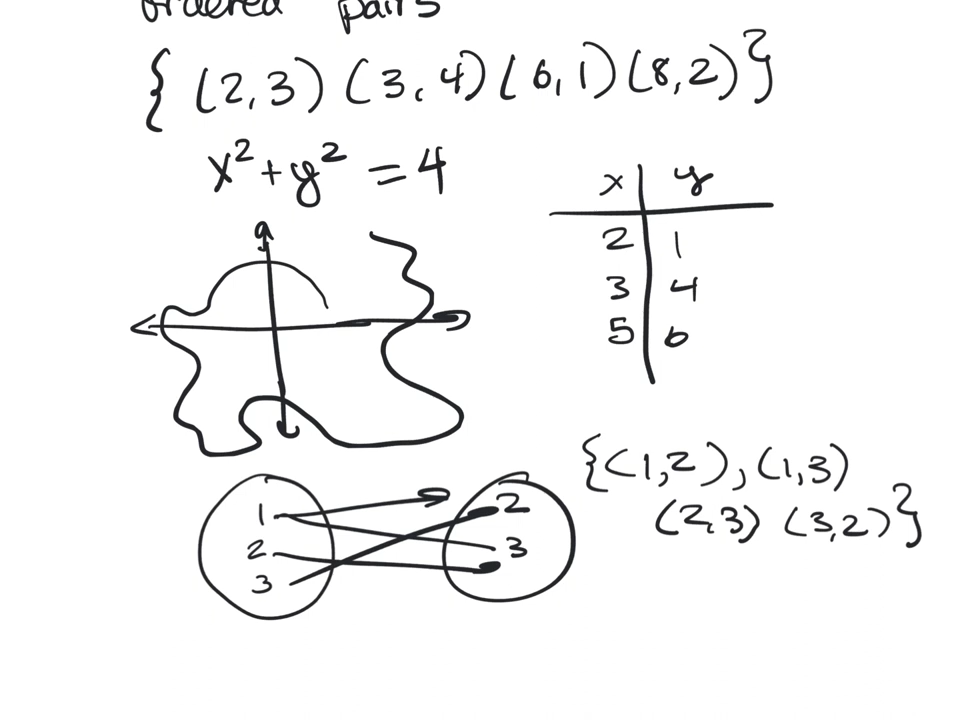 ordered pairs
{ (2,3) (3,4) (6,1) (8,2) }
x² + y² = 4
x y
2 1
3 4
5 6
{(1,2), (1,3)
(2,3) (3,2)}
1 2
2 3
3